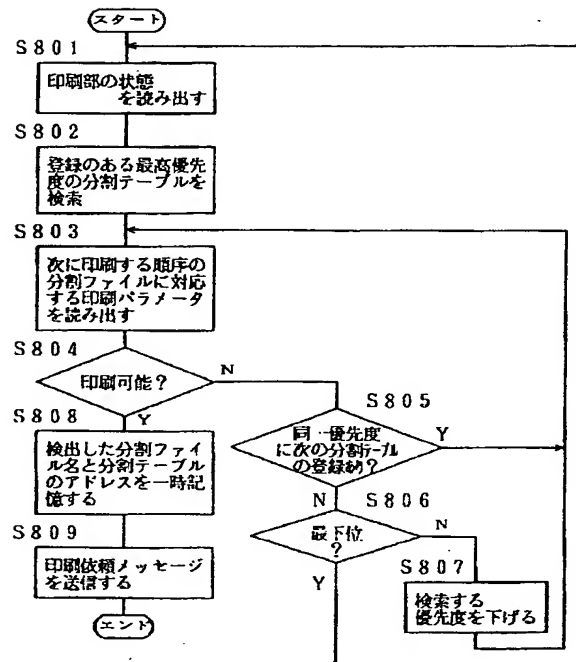 スタート
S801
印刷部の状態
を読み出す
S802
登録のある最高優先
度の分割テーブルを
検索
S803
次に印刷する順序の
分割ファイルに対応
する印刷パラメータ
を読み出す
S804
印刷可能?
N
Y
S805
同一優先度
に次の分割テーブル
の登録有り?
Y
N
S806
最下位
?
N
Y
S807
検索する
優先度を下げる
S808
検出した分割ファイ
ル名と分割テーブル
のアドレスを一時記
憶する
S809
印刷依頼メッセージ
を送信する
エンド